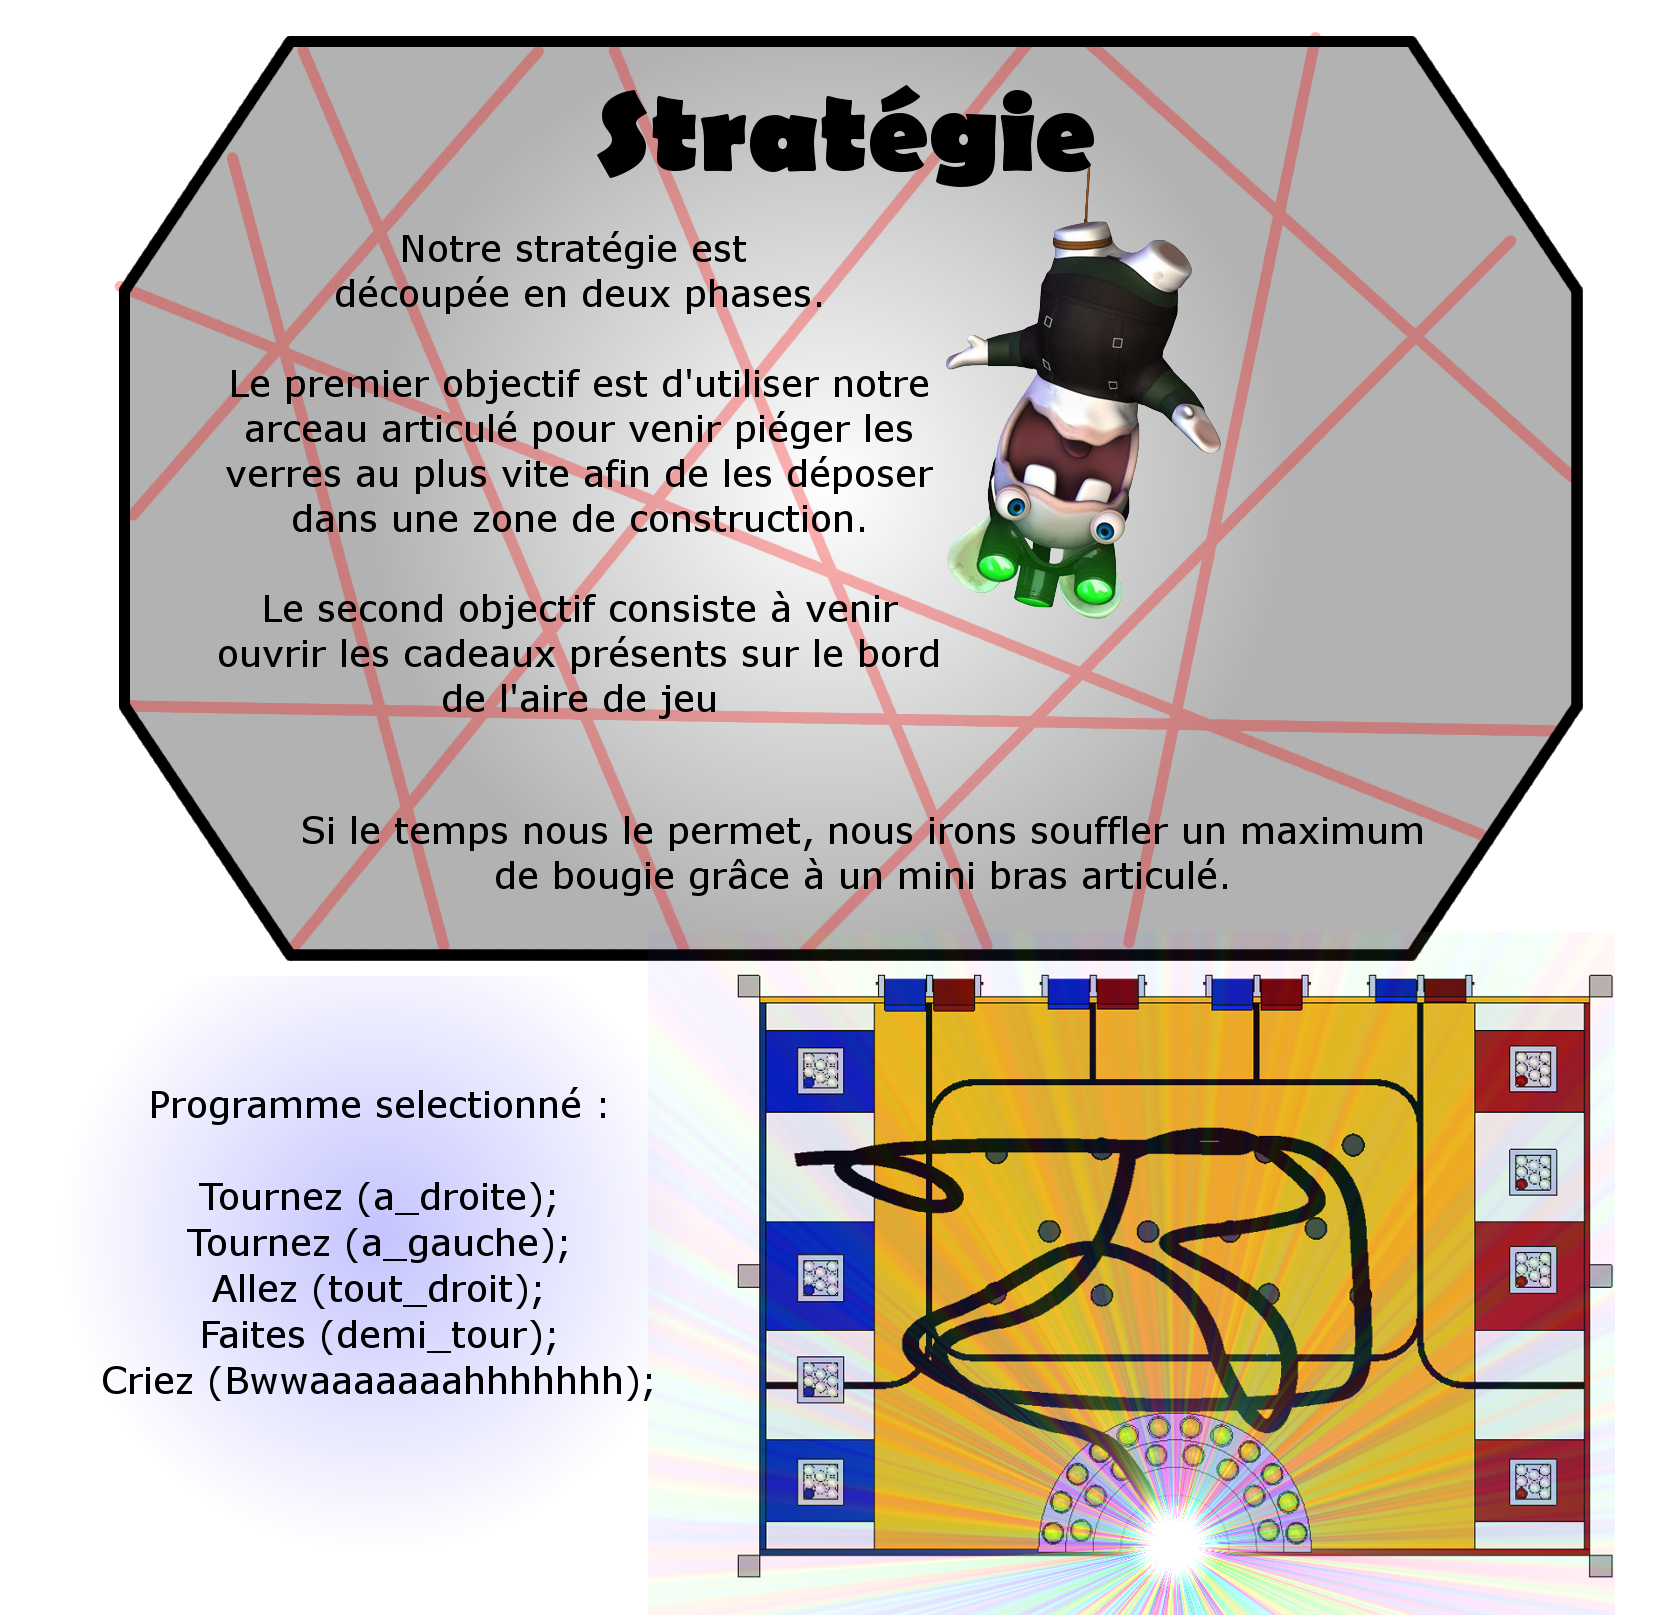 Stratégie
Notre stratégie est
découpée en deux phases.
Le premier objectif est d'utiliser notre
arceau articulé pour venir piéger les
verres au plus vite afin de les déposer
dans une zone de construction.
Le second objectif consiste à venir
ouvrir les cadeaux présents sur le bord
de l'aire de jeu
Si le temps nous le permet, nous irons souffler un maximum
de bougie grâce à un mini bras articulé.
Programme selectionné :
Tournez (a_droite);
Tournez (a_gauche);
Allez (tout_droit);
Faites (demi_tour);
Criez (Bwwaaaaaaahhhhhhh);